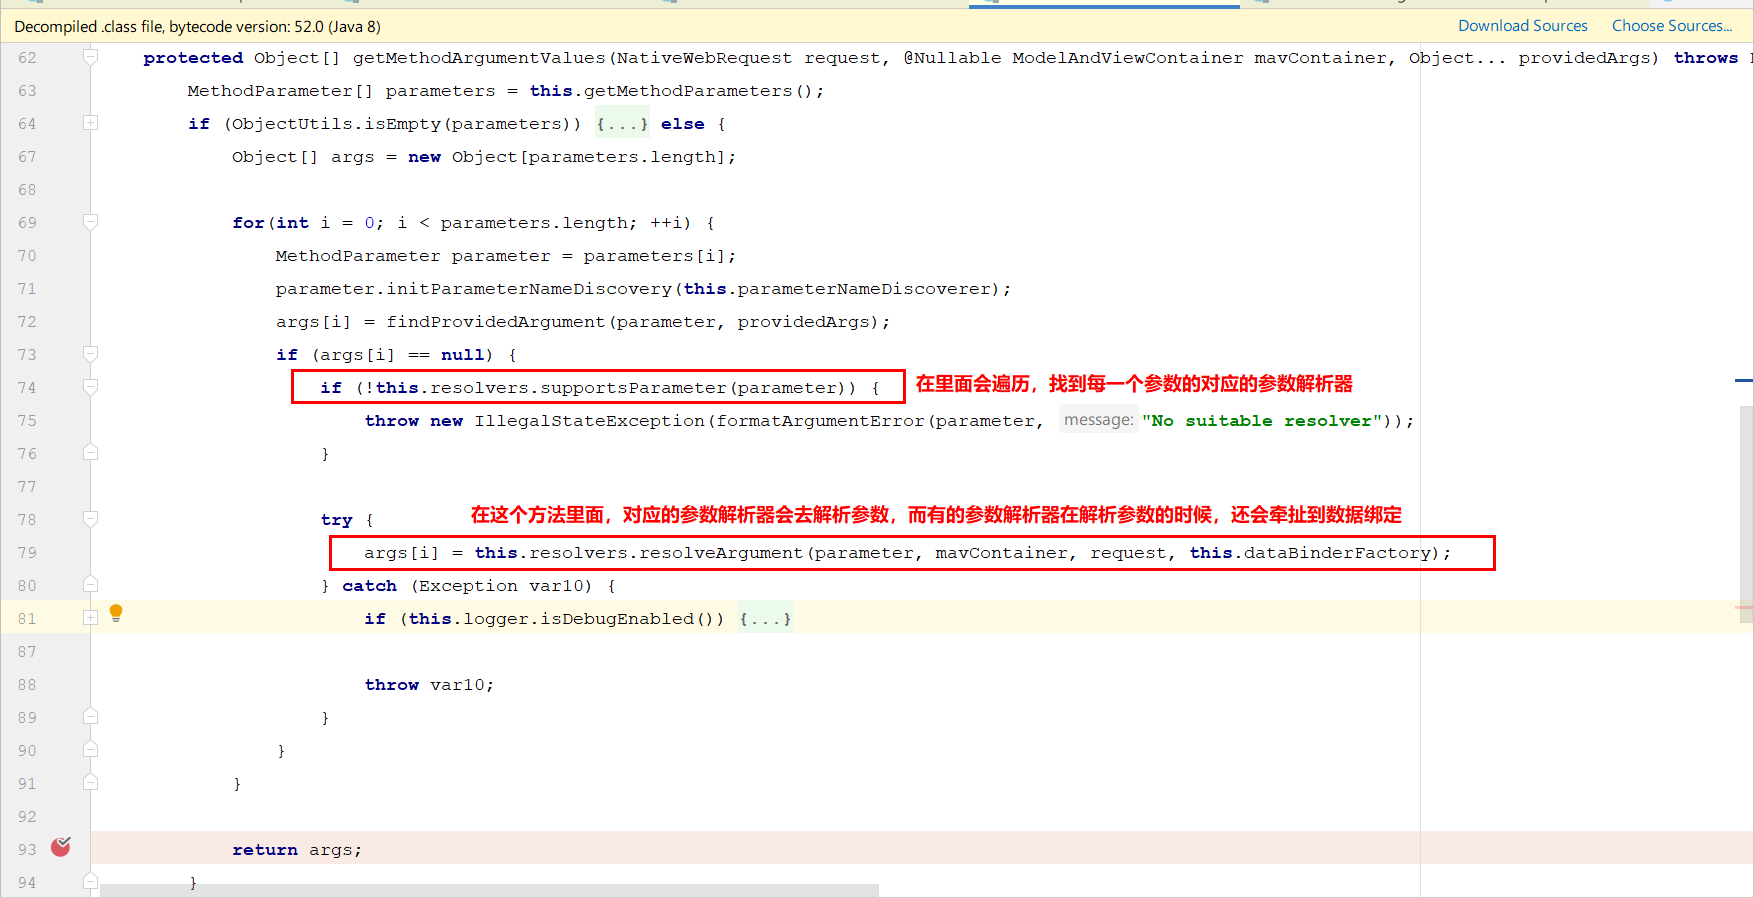 Decompiled .class file, bytecode version: 52.0 (Java 8) Download Sources Choose Sources...
62 protected Object[] getMethodArgumentValues(NativeWebRequest request, @Nullable ModelAndViewContainer mavContainer, Object... providedArgs) throws
63 MethodParameter[] parameters = this.getMethodParameters();
64 if (ObjectUtils.isEmpty(parameters)) {...} else {
67 Object[] args = new Object[parameters.length];
68
69 for(int i = 0; i < parameters.length; ++i) {
70 MethodParameter parameter = parameters[i];
71 parameter.initParameterNameDiscovery(this.parameterNameDiscoverer);
72 args[i] = findProvidedArgument(parameter, providedArgs);
73 if (args[i] == null) {
74 if (!this.resolvers.supportsParameter(parameter)) { 在里面会遍历，找到每一个参数的对应的参数解析器
75 throw new IllegalStateException(formatArgumentError(parameter, message: "No suitable resolver"));
76 }
77
78 try { 在这个方法里面，对应的参数解析器会去解析参数，而有的参数解析器在解析参数的时候，还会牵扯到数据绑定
79 args[i] = this.resolvers.resolveArgument(parameter, mavContainer, request, this.dataBinderFactory);
80 } catch (Exception var10) {
81 if (this.logger.isDebugEnabled()) {...}
87
88 throw var10;
89 }
90 }
91 }
92
93 return args;
94 }